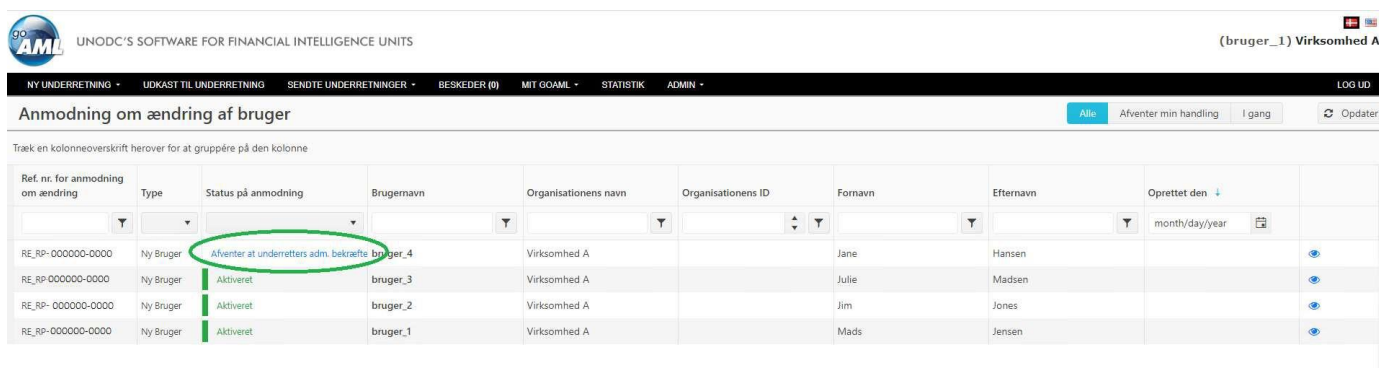 goAML UNODC'S SOFTWARE FOR FINANCIAL INTELLIGENCE UNITS
(bruger_1) Virksomhed A
NY UNDERRETNING UDKAST TIL UNDERRETNING SENDTE UNDERRETNINGER BESKEDER (0) MIT GOAML STATISTIK ADMIN LOG UD
Anmodning om ændring af bruger Alle Afventer min handling I gang Opdater
Træk en kolonneoverskrift herover for at gruppére på den kolonne
Ref. nr. for anmodning
om ændring Type Status på anmodning Brugernavn Organisationens navn Organisationens ID Fornavn Efternavn Oprettet den
month/day/year
RE_RP-000000-0000 Ny Bruger Afventer at underretters adm. bekræfte bruger_4 Virksomhed A Jane Hansen
RE_RP-000000-0000 Ny Bruger Aktiveret bruger_3 Virksomhed A Julie Madsen
RE_RP- 000000-0000 Ny Bruger Aktiveret bruger_2 Virksomhed A Jim Jones
RE_RP-000000-0000 Ny Bruger Aktiveret bruger_1 Virksomhed A Mads Jensen